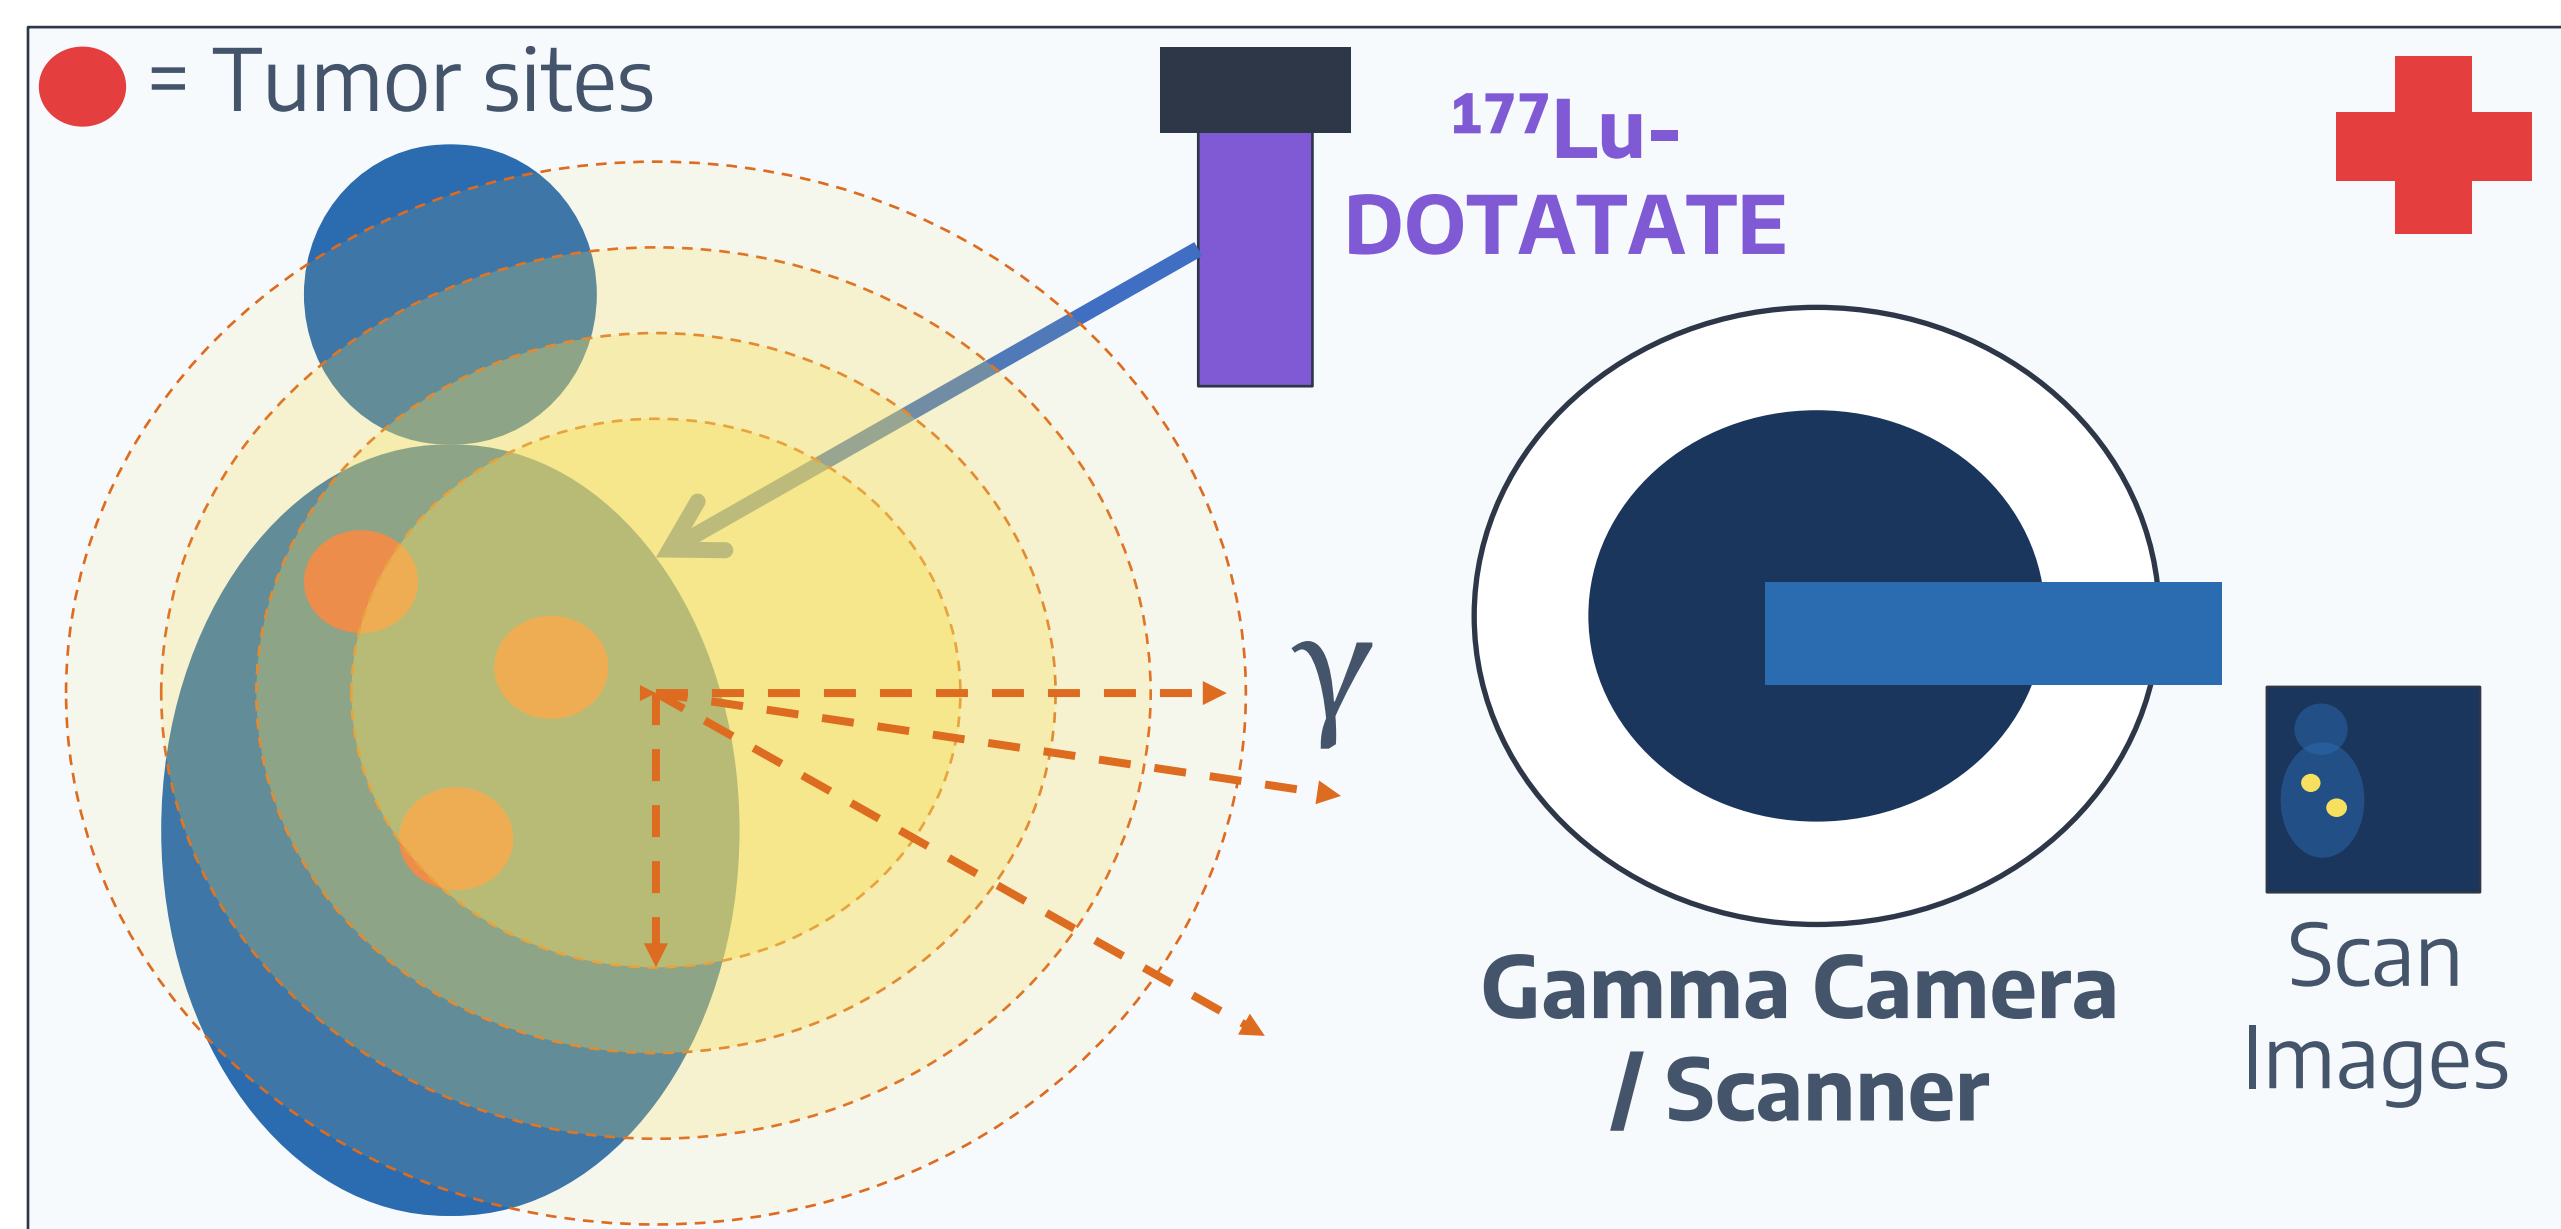 = Tumor sites
¹⁷⁷Lu-
DOTATATE
γ
Gamma Camera
/ Scanner
Scan
Images